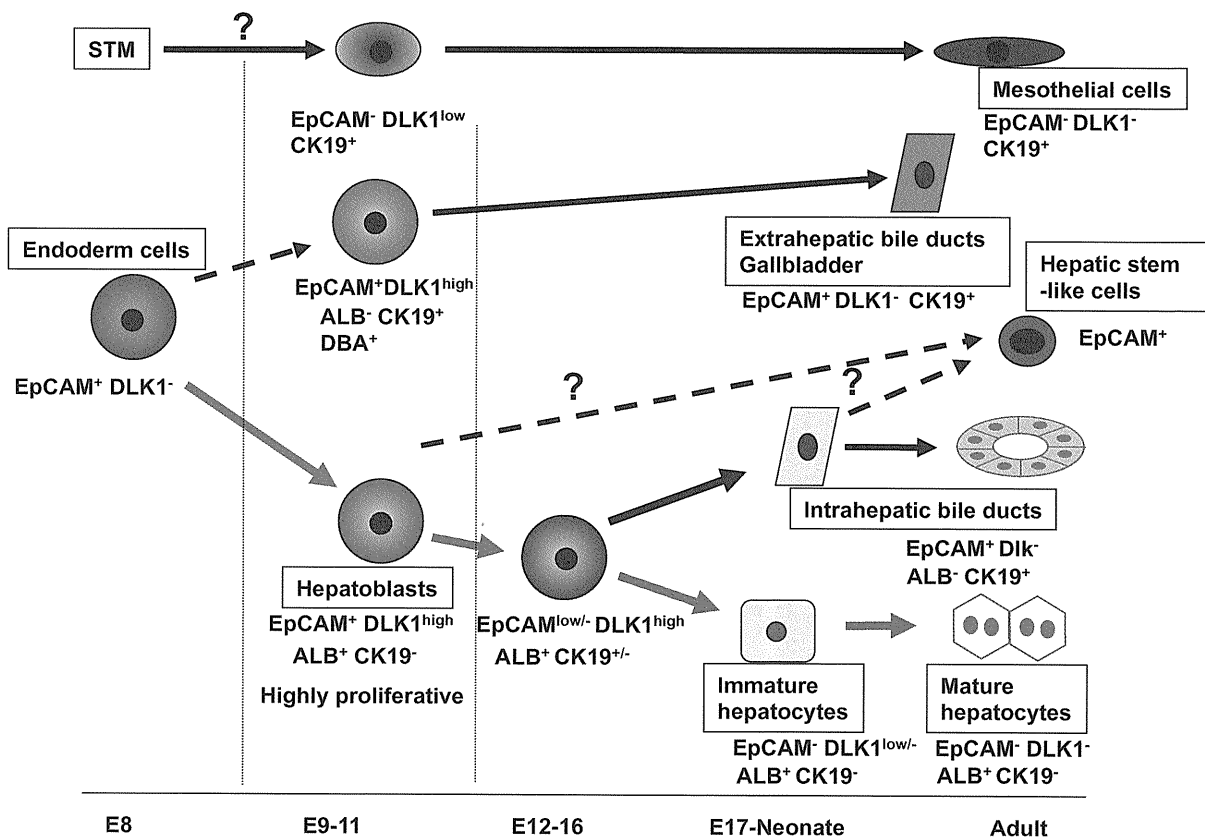 ?
STM
Mesothelial cells
EpCAM⁻ DLK1ˡᵒʷ
CK19⁺
EpCAM⁻ DLK1⁻
CK19⁺
Endoderm cells
EpCAM⁺DLK1ʰⁱᵍʰ
ALB⁻ CK19⁺
DBA⁺
Extrahepatic bile ducts
Gallbladder
EpCAM⁺ DLK1⁻ CK19⁺
Hepatic stem
-like cells
EpCAM⁺
EpCAM⁺ DLK1⁻
?
?
Intrahepatic bile ducts
EpCAM⁺ Dlk⁻
ALB⁻ CK19⁺
Hepatoblasts
EpCAM⁺ DLK1ʰⁱᵍʰ
ALB⁺ CK19⁻
Highly proliferative
EpCAMˡᵒʷ/⁻ DLK1ʰⁱᵍʰ
ALB⁺ CK19⁺/⁻
Immature
hepatocytes
EpCAM⁻ DLK1ˡᵒʷ/⁻
ALB⁺ CK19⁻
Mature
hepatocytes
EpCAM⁻ DLK1⁻
ALB⁺ CK19⁻
E8 E9-11 E12-16 E17-Neonate Adult